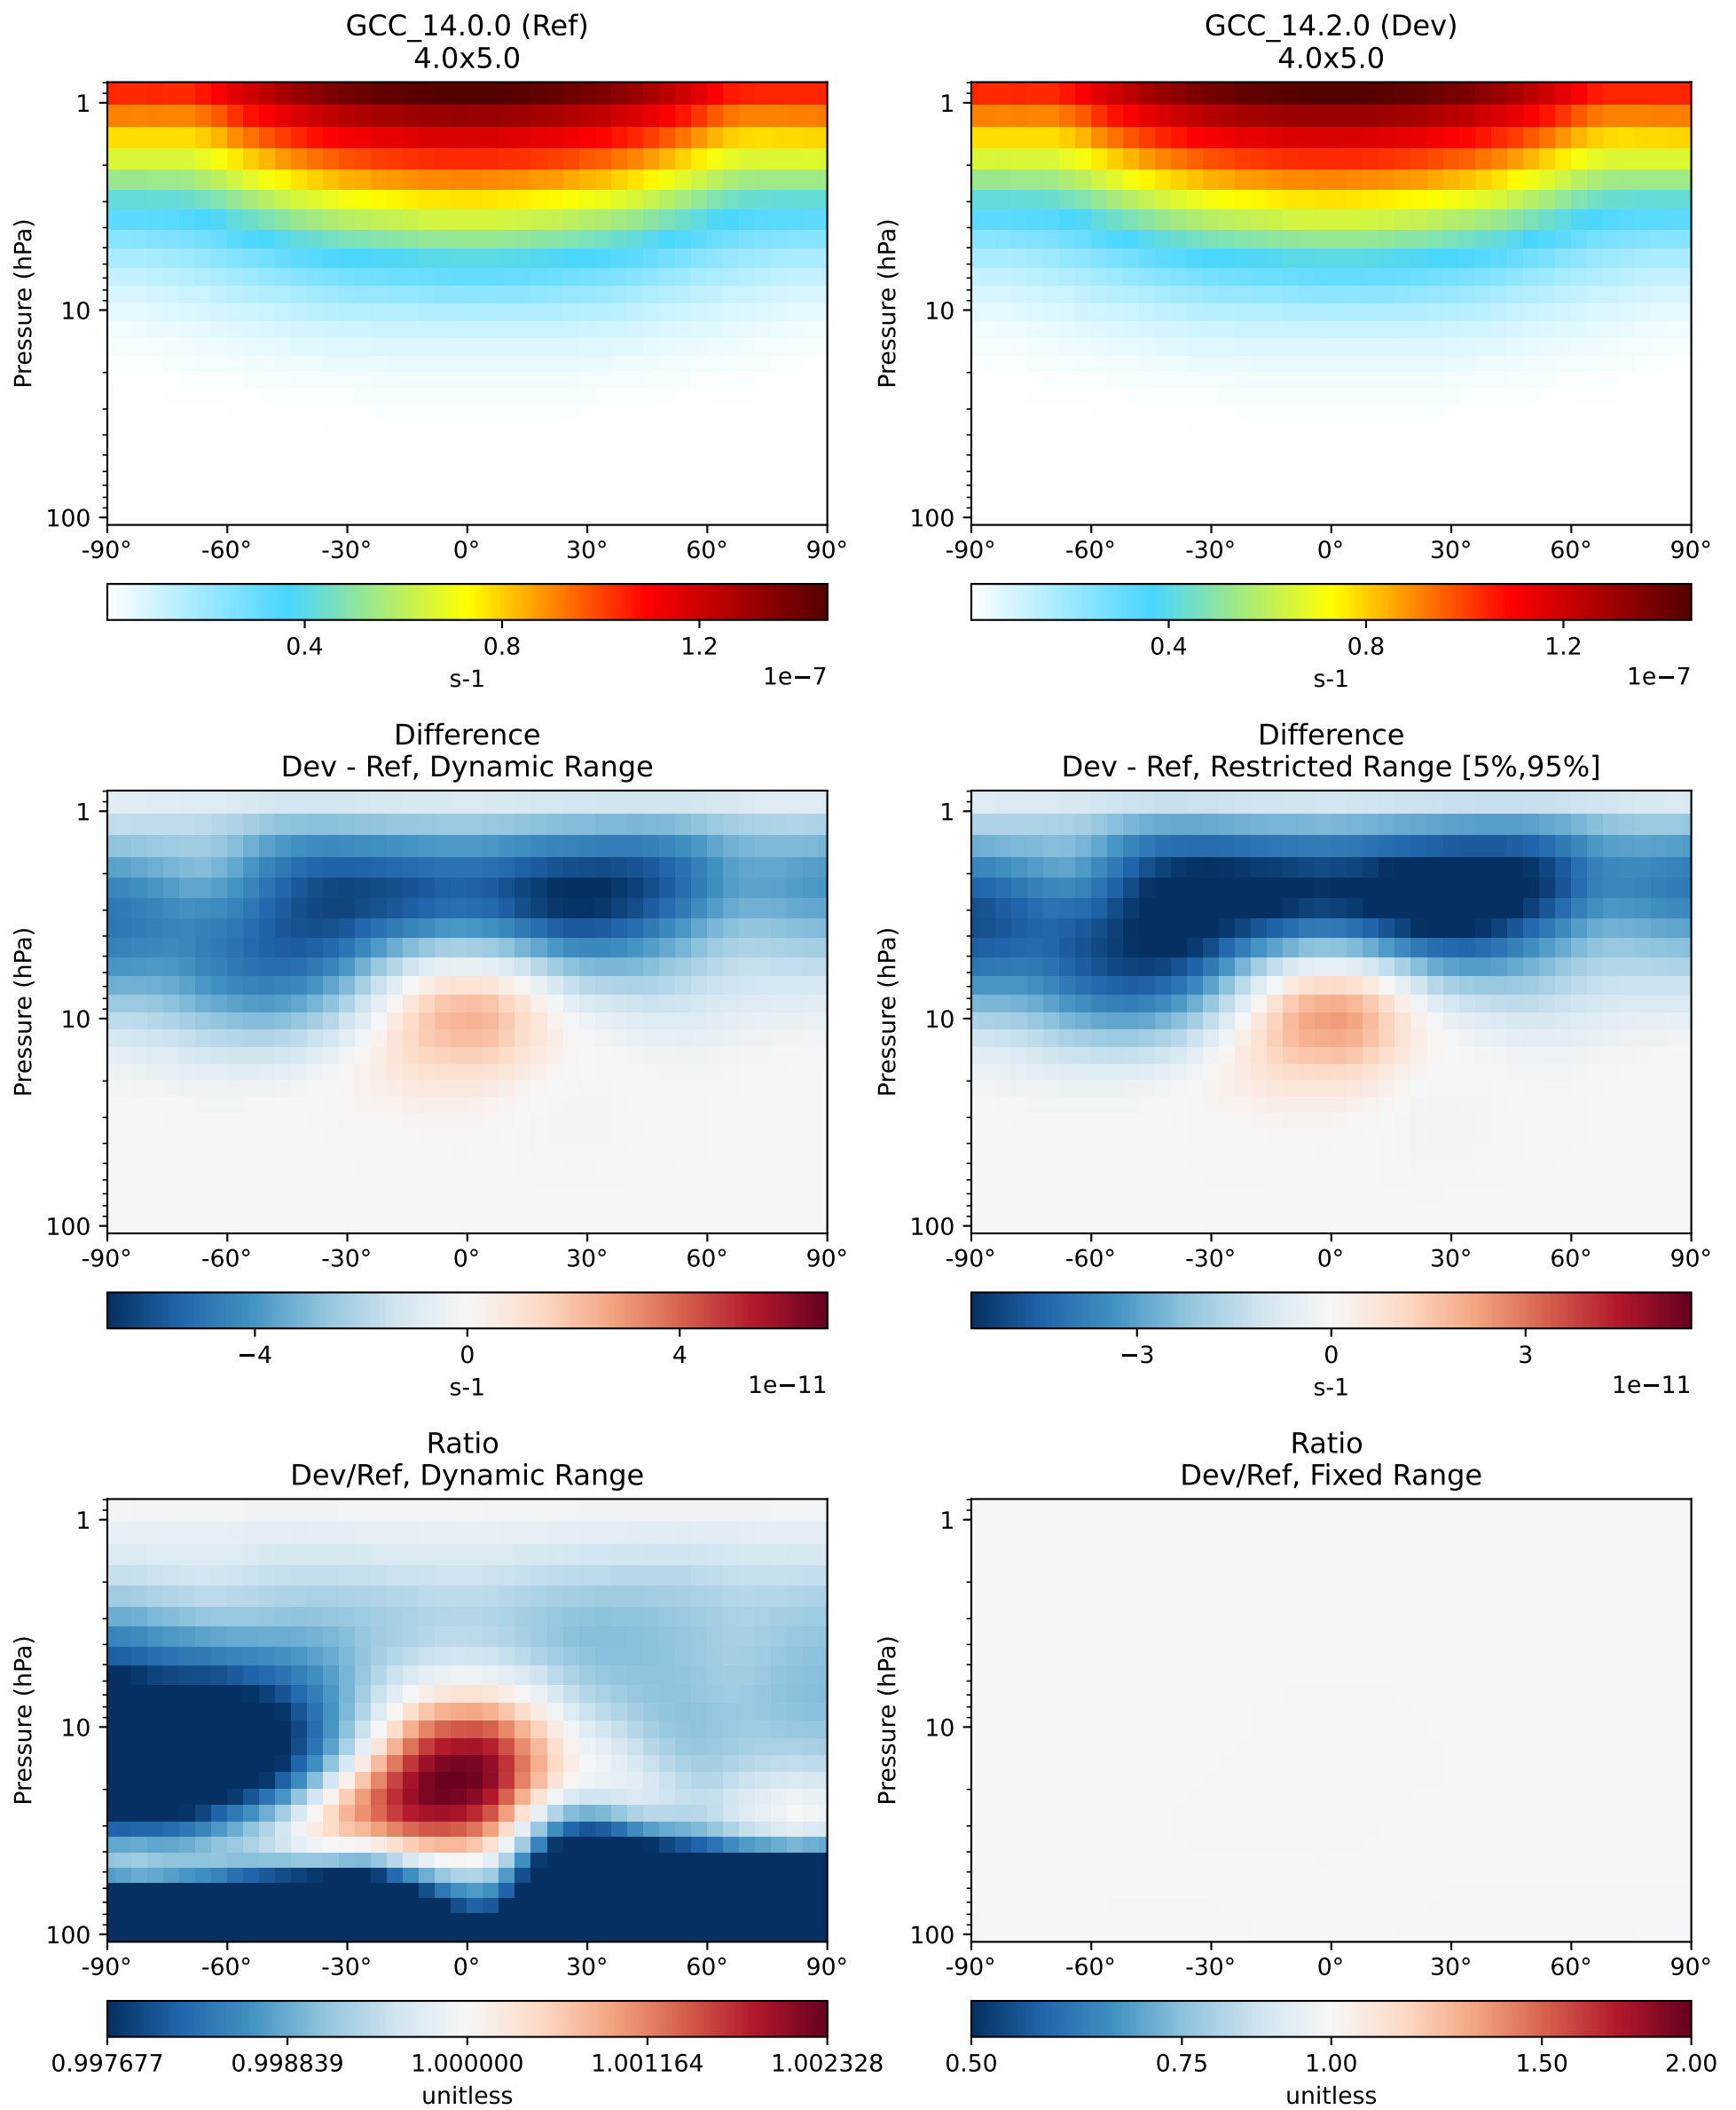 GCC_14.0.0 (Ref)
4.0x5.0
GCC_14.2.0 (Dev)
4.0x5.0
Pressure (hPa)
1
10
100
-90° -60° -30° 0° 30° 60° 90°
0.4 0.8 1.2
s-1
1e−7
Pressure (hPa)
1
10
100
-90° -60° -30° 0° 30° 60° 90°
0.4 0.8 1.2
s-1
1e−7
Difference
Dev - Ref, Dynamic Range
Difference
Dev - Ref, Restricted Range [5%,95%]
Pressure (hPa)
1
10
100
-90° -60° -30° 0° 30° 60° 90°
−4 0 4
s-1
1e−11
Pressure (hPa)
1
10
100
-90° -60° -30° 0° 30° 60° 90°
−3 0 3
s-1
1e−11
Ratio
Dev/Ref, Dynamic Range
Ratio
Dev/Ref, Fixed Range
Pressure (hPa)
1
10
100
-90° -60° -30° 0° 30° 60° 90°
0.997677 0.998839 1.000000 1.001164 1.002328
unitless
Pressure (hPa)
1
10
100
-90° -60° -30° 0° 30° 60° 90°
0.50 0.75 1.00 1.50 2.00
unitless